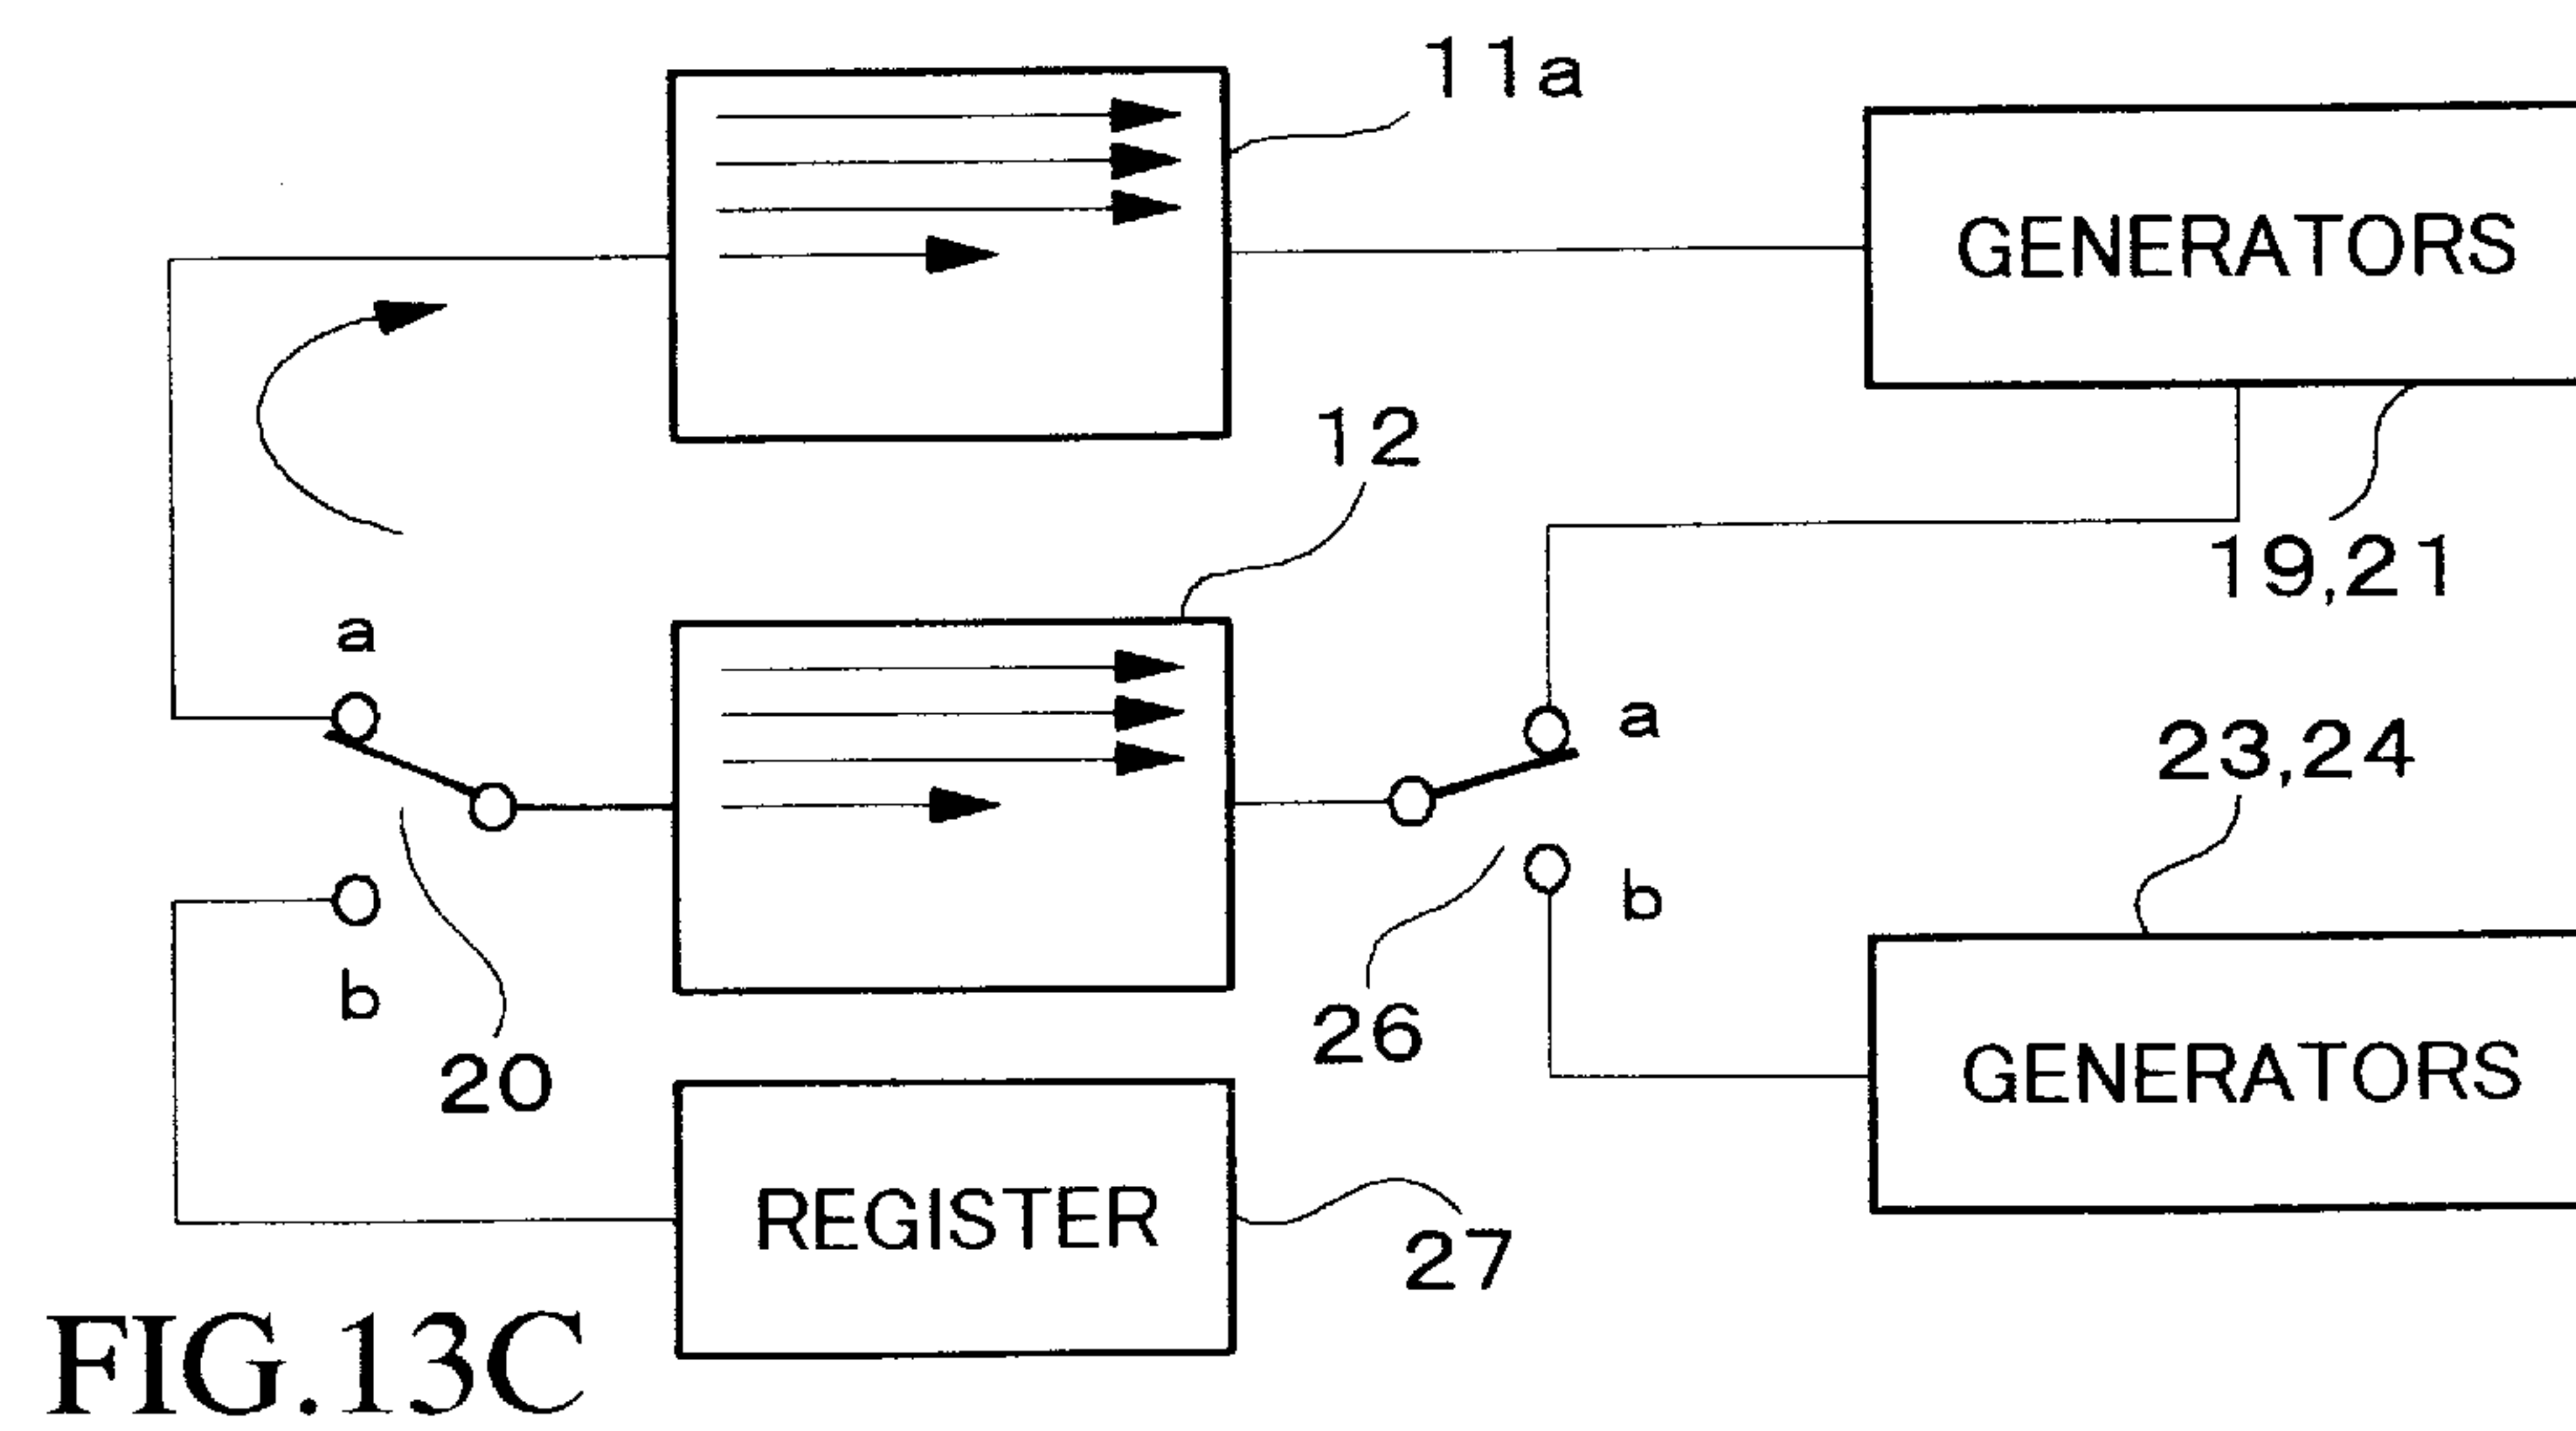 11a
GENERATORS
12
19,21
a
a
23,24
b
b
26
20
GENERATORS
REGISTER
27
FIG.13C